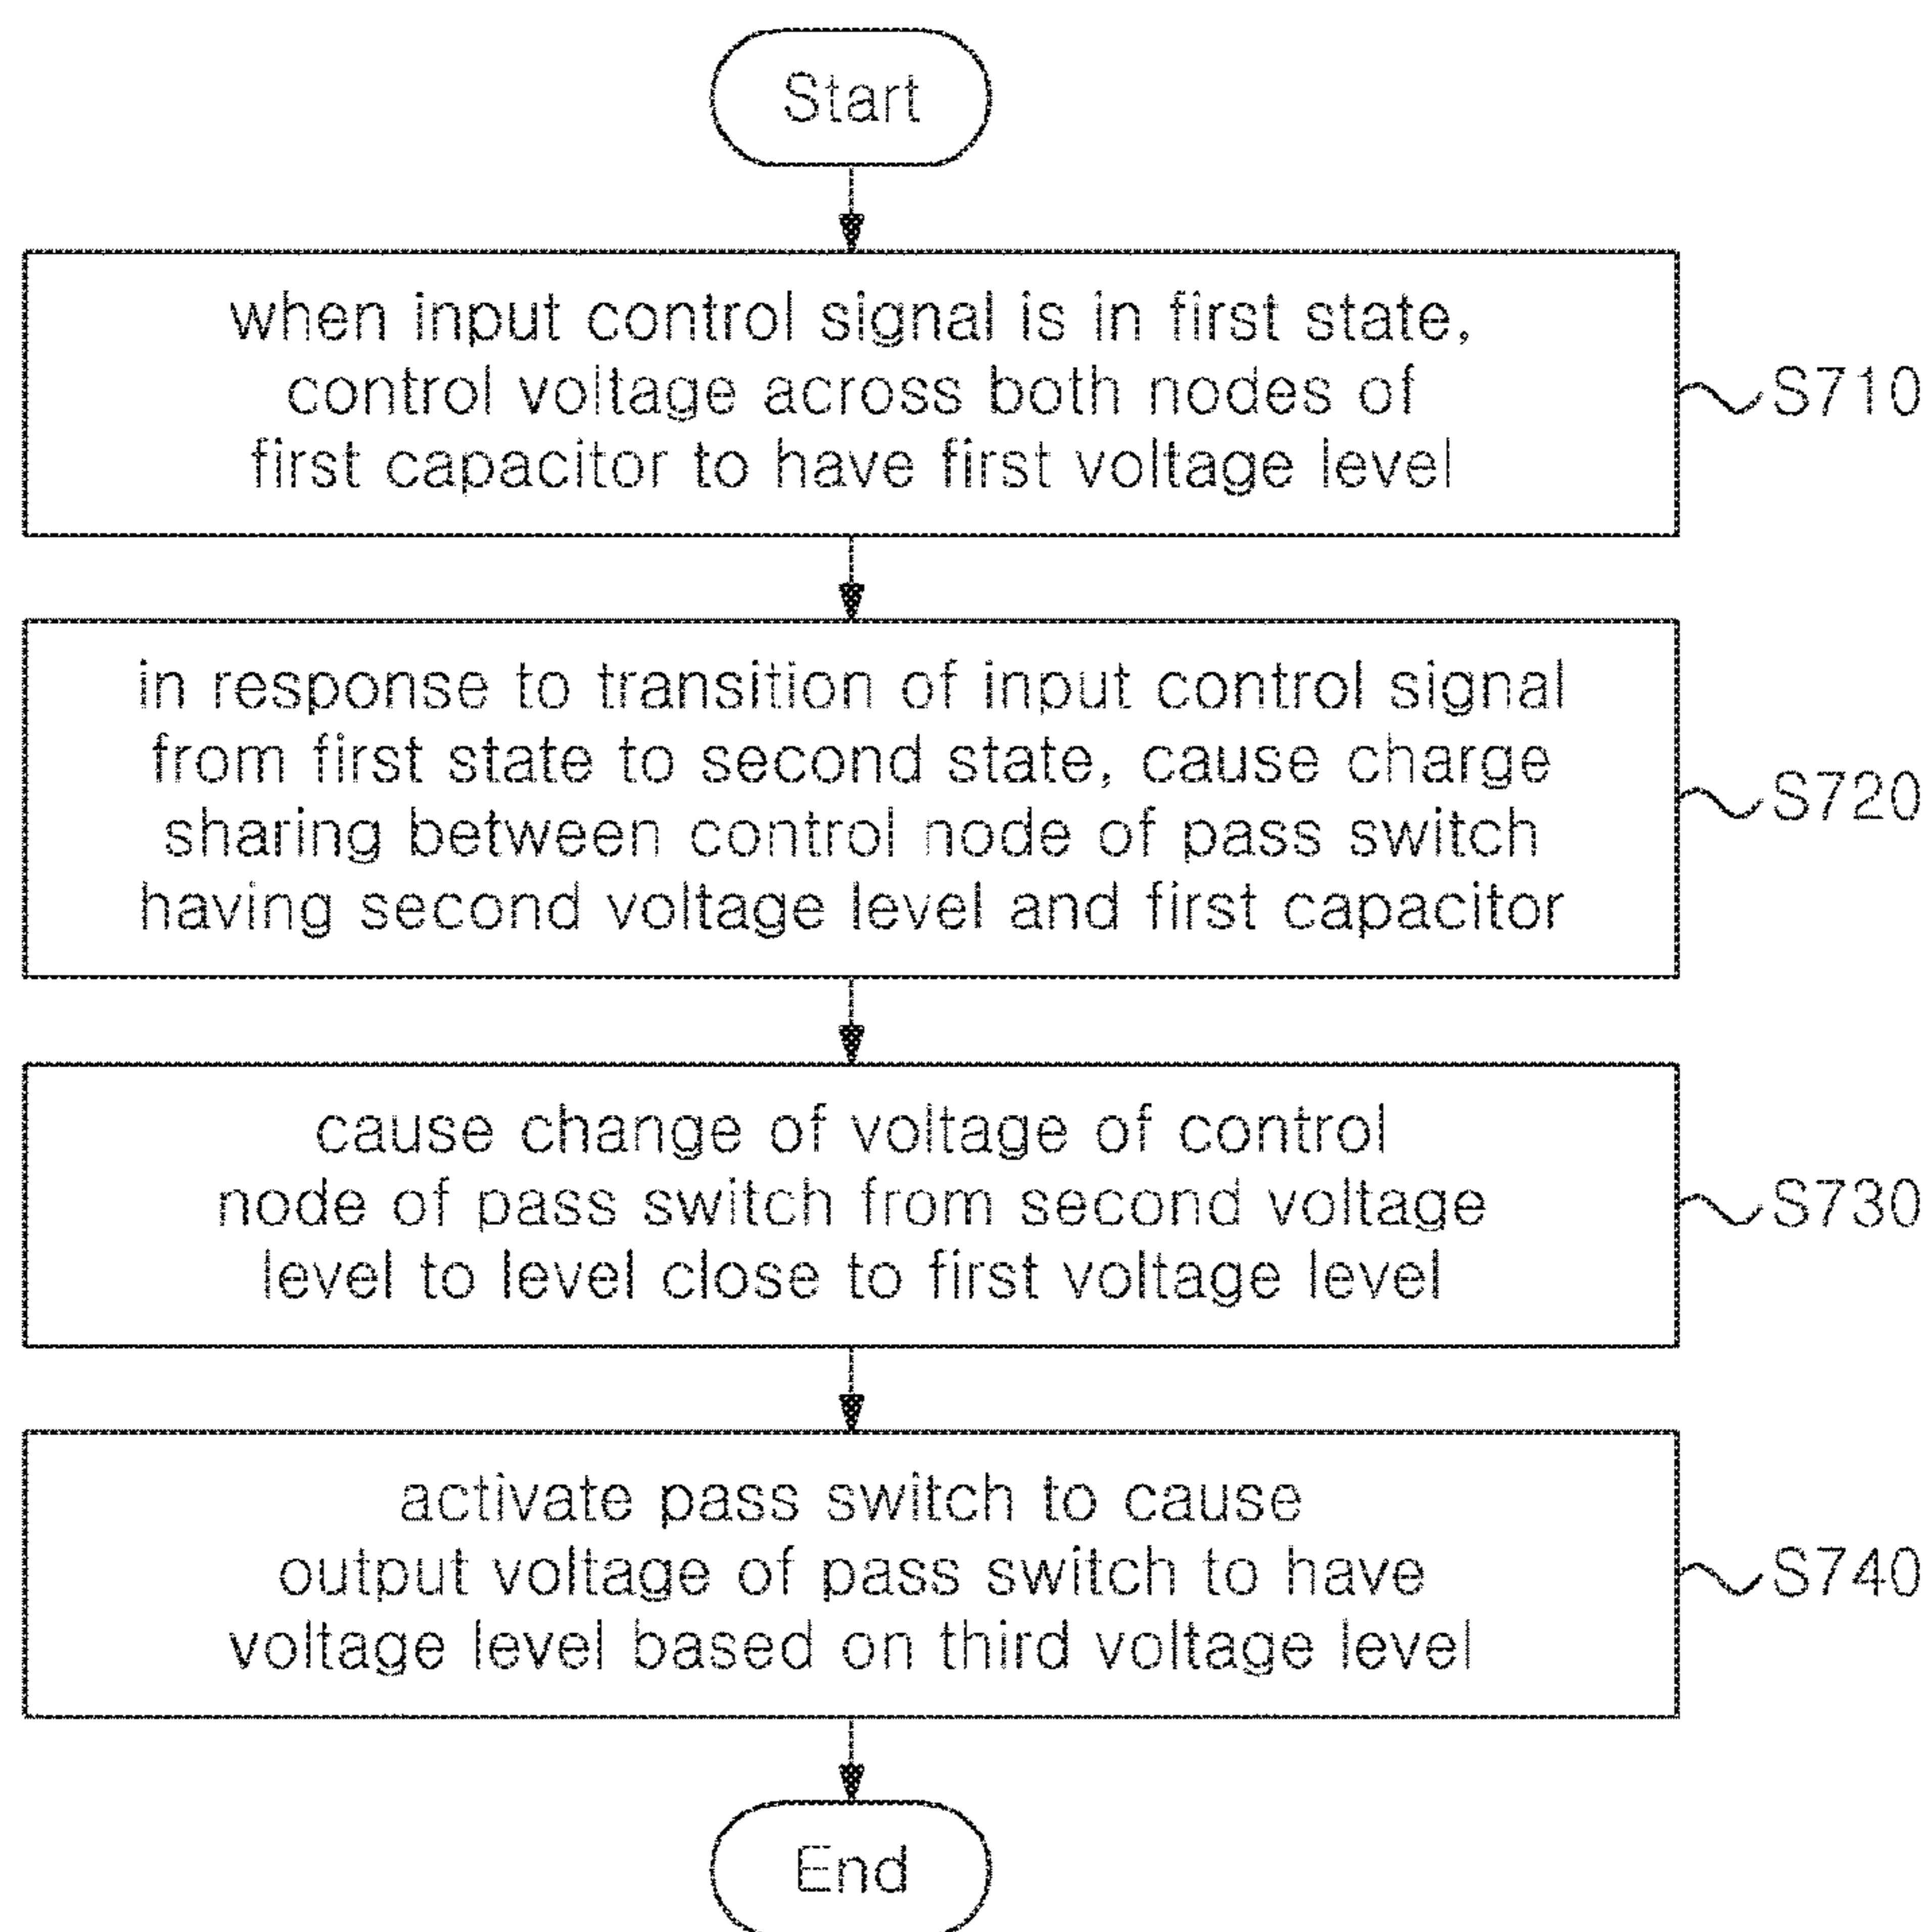 Start
when input control signal is in first state,
control voltage across both nodes of
first capacitor to have first voltage level
S710
in response to transition of input control signal
from first state to second state, cause charge
sharing between control node of pass switch
having second voltage level and first capacitor
S720
cause change of voltage of control
node of pass switch from second voltage
level to level close to first voltage level
S730
activate pass switch to cause
output voltage of pass switch to have
voltage level based on third voltage level
S740
End